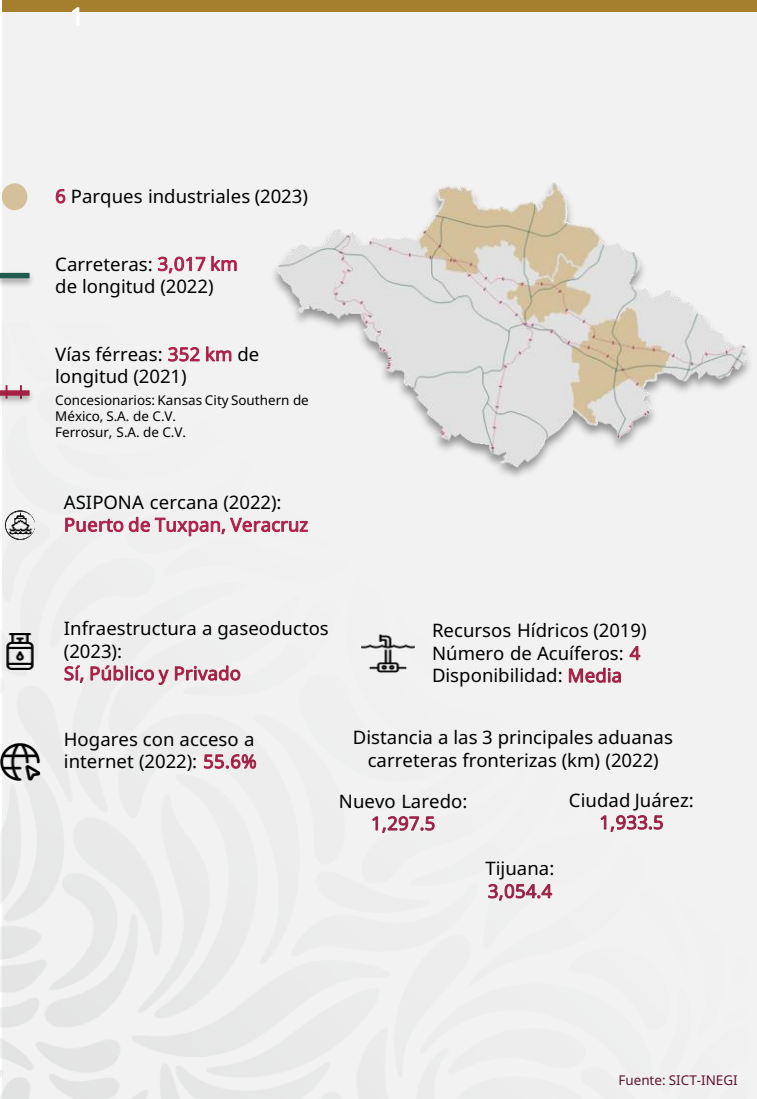 1
6 Parques industriales (2023)
Carreteras: 3,017 km
de longitud (2022)
Vías férreas: 352 km de
longitud (2021)
Concesionarios: Kansas City Southern de
México, S.A. de C.V.
Ferrosur, S.A. de C.V.
ASIPONA cercana (2022):
Puerto de Tuxpan, Veracruz
Infraestructura a gaseoductos
(2023):
Sí, Público y Privado
Recursos Hídricos (2019)
Número de Acuíferos: 4
Disponibilidad: Media
Hogares con acceso a
internet (2022): 55.6%
Distancia a las 3 principales aduanas
carreteras fronterizas (km) (2022)
Nuevo Laredo:
1,297.5
Ciudad Juárez:
1,933.5
Tijuana:
3,054.4
Fuente: SICT-INEGI